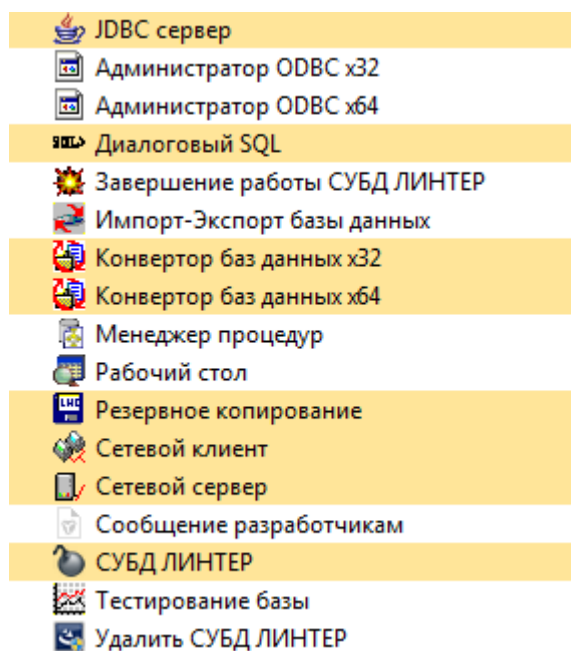 JDBC сервер
Администратор ODBC x32
Администратор ODBC x64
Диалоговый SQL
Завершение работы СУБД ЛИНТЕР
Импорт-Экспорт базы данных
Конвертор баз данных x32
Конвертор баз данных x64
Менеджер процедур
Рабочий стол
Резервное копирование
Сетевой клиент
Сетевой сервер
Сообщение разработчикам
СУБД ЛИНТЕР
Тестирование базы
Удалить СУБД ЛИНТЕР